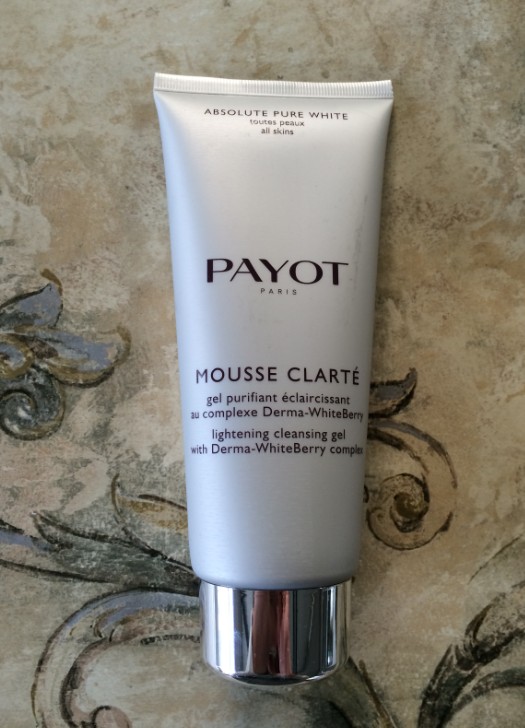 ABSOLUTE PURE WHITE
toutes peaux
all skins
PAYOT
PARIS
MOUSSE CLARTÉ
gel purifiant éclaircissant
au complexe Derma-WhiteBerry
lightening cleansing gel
with Derma-WhiteBerry complex